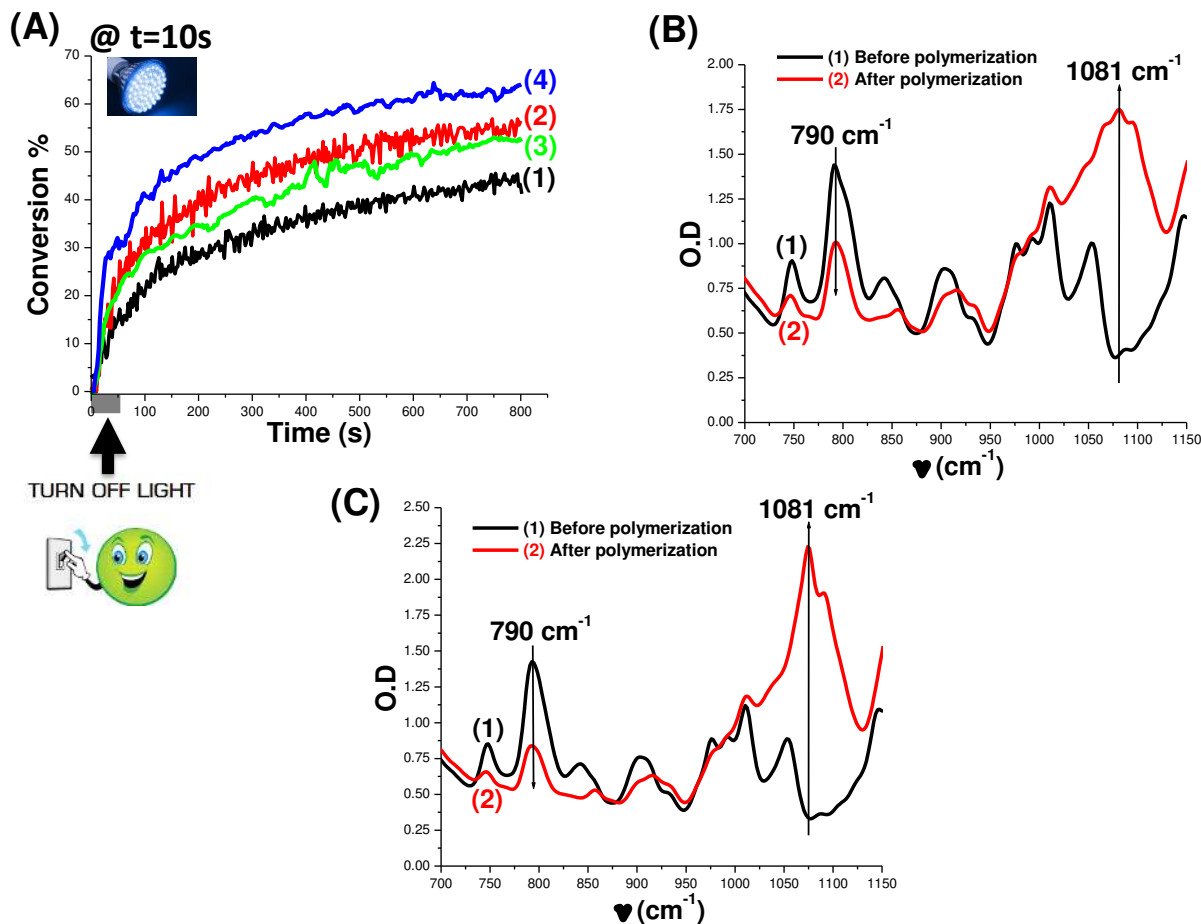 (A)
@ t=10s
70
60
50
40
30
20
10
0
Conversion %
(4)
(2)
(3)
(1)
0 100 200 300 400 500 600 700 800
Time (s)
TURN OFF LIGHT
(B)
(1) Before polymerization
(2) After polymerization
1081 cm-1
790 cm-1
(1)
(2)
2.00
1.75
1.50
1.25
1.00
0.75
0.50
0.25
0.00
O.D
700 750 800 850 900 950 1000 1050 1100 1150
(cm-1)
(C)
(1) Before polymerization
(2) After polymerization
1081 cm-1
790 cm-1
(1)
(2)
2.50
2.25
2.00
1.75
1.50
1.25
1.00
0.75
0.50
0.25
0.00
O.D
700 750 800 850 900 950 1000 1050 1100 1150
(cm-1)